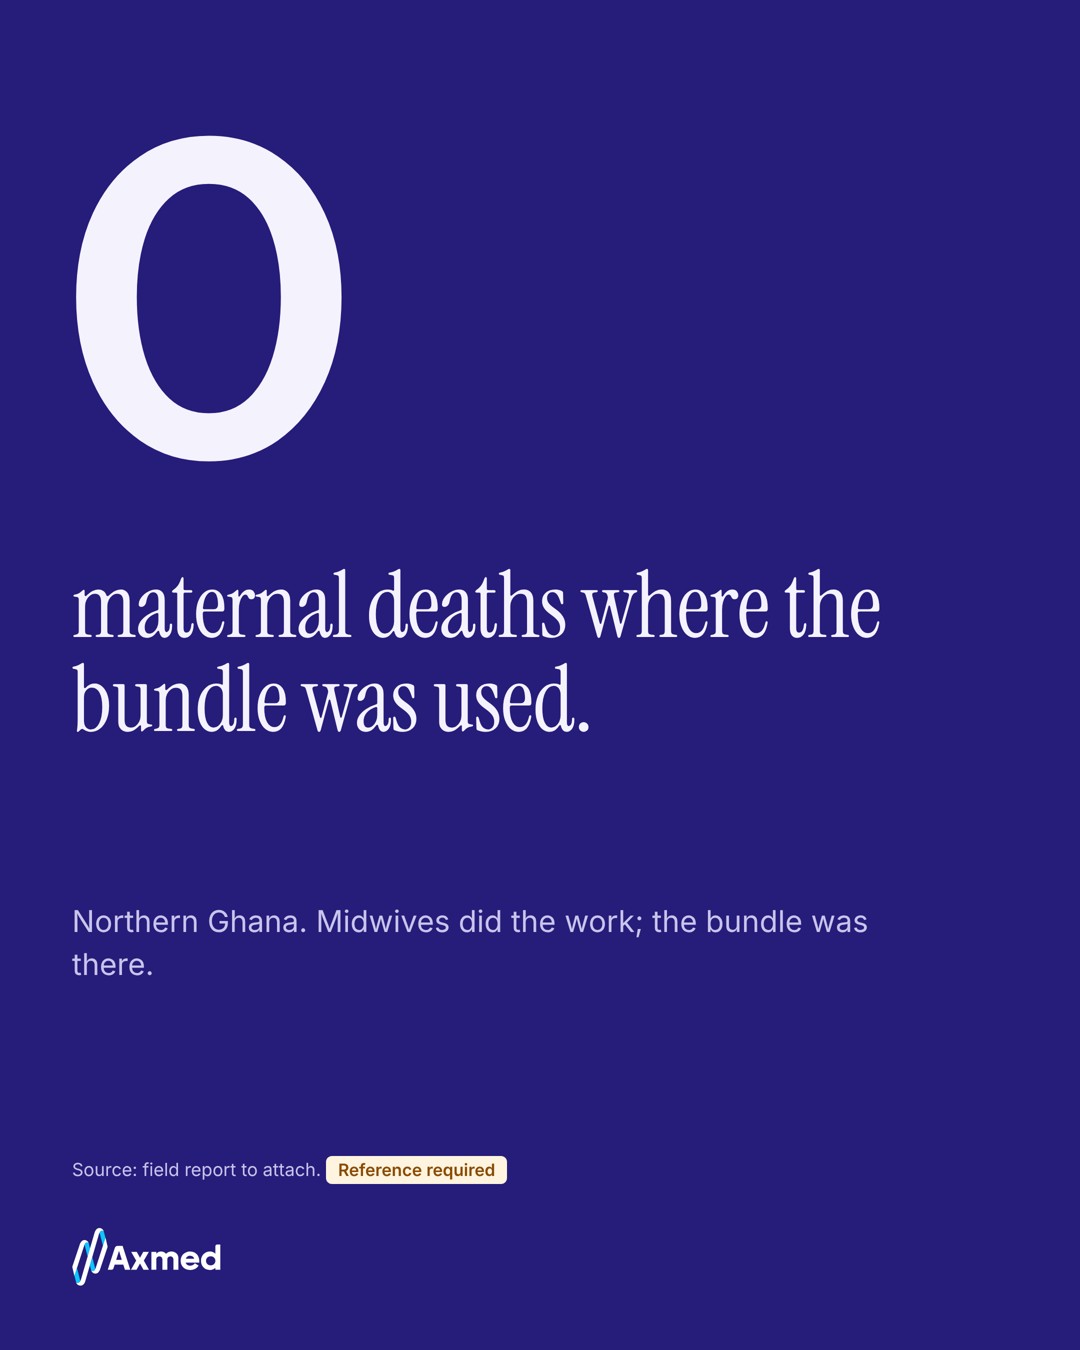 0
maternal deaths where the
bundle was used.
Northern Ghana. Midwives did the work; the bundle was
there.
Source: field report to attach. Reference required
Axmed